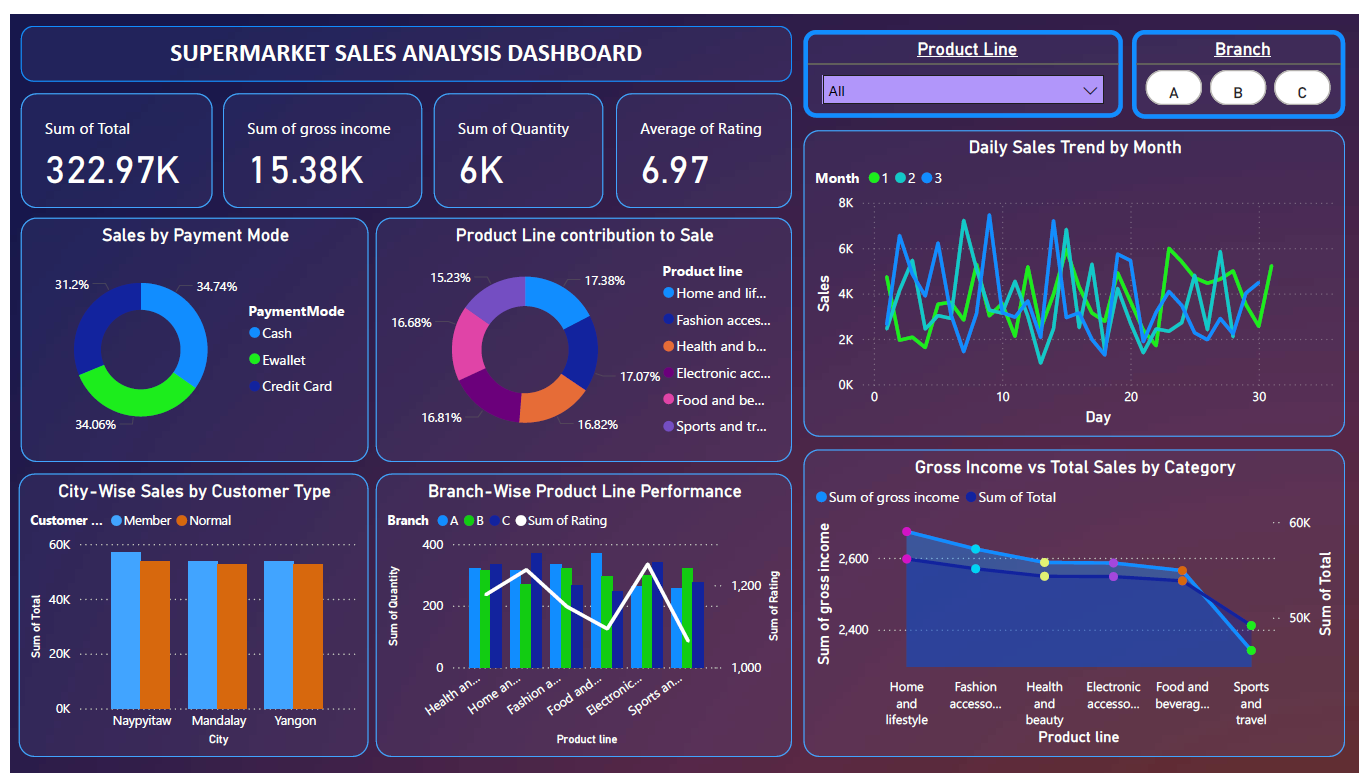 SUPERMARKET SALES ANALYSIS DASHBOARD
Product Line
All
Branch
A B C
Sum of Total
322.97K
Sum of gross income
15.38K
Sum of Quantity
6K
Average of Rating
6.97
Sales by Payment Mode
31.2%
34.74%
34.06%
PaymentMode
Cash
Ewallet
Credit Card
Product Line contribution to Sale
15.23%
17.38%
16.68%
17.07%
16.81%
16.82%
Product line
Home and lif...
Fashion acces...
Health and b...
Electronic acc...
Food and be...
Sports and tr...
Daily Sales Trend by Month
Month 1 2 3
8K
6K
4K
2K
0K
Sales
0 10 20 30
Day
City-Wise Sales by Customer Type
Customer ... Member Normal
60K
40K
20K
0K
Sum of Total
Naypyitaw Mandalay Yangon
City
Branch-Wise Product Line Performance
Branch A B C Sum of Rating
400
200
0
Sum of Quantity
1,200
1,000
Sum of Rating
Health an...
Home an...
Fashion a...
Food and...
Electronic...
Sports an...
Product line
Gross Income vs Total Sales by Category
Sum of gross income Sum of Total
2,600
2,400
Sum of gross income
60K
50K
Sum of Total
Home and lifestyle
Fashion accesso...
Health and beauty
Electronic accesso...
Food and beverag...
Sports and travel
Product line